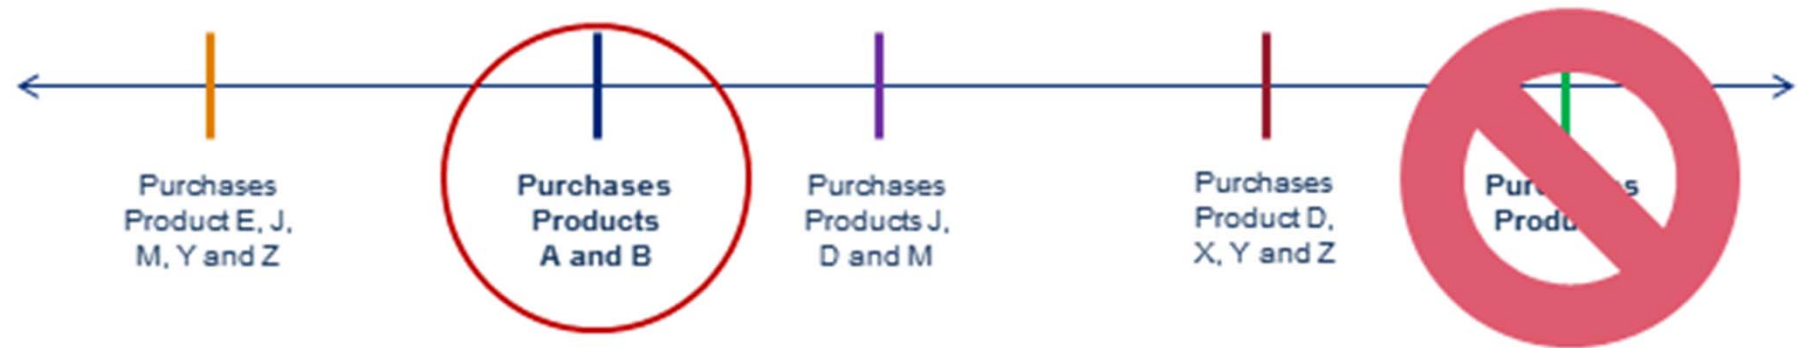 Purchases
Product E, J,
M, Y and Z
Purchases
Products
A and B
Purchases
Products J,
D and M
Purchases
Product D,
X, Y and Z